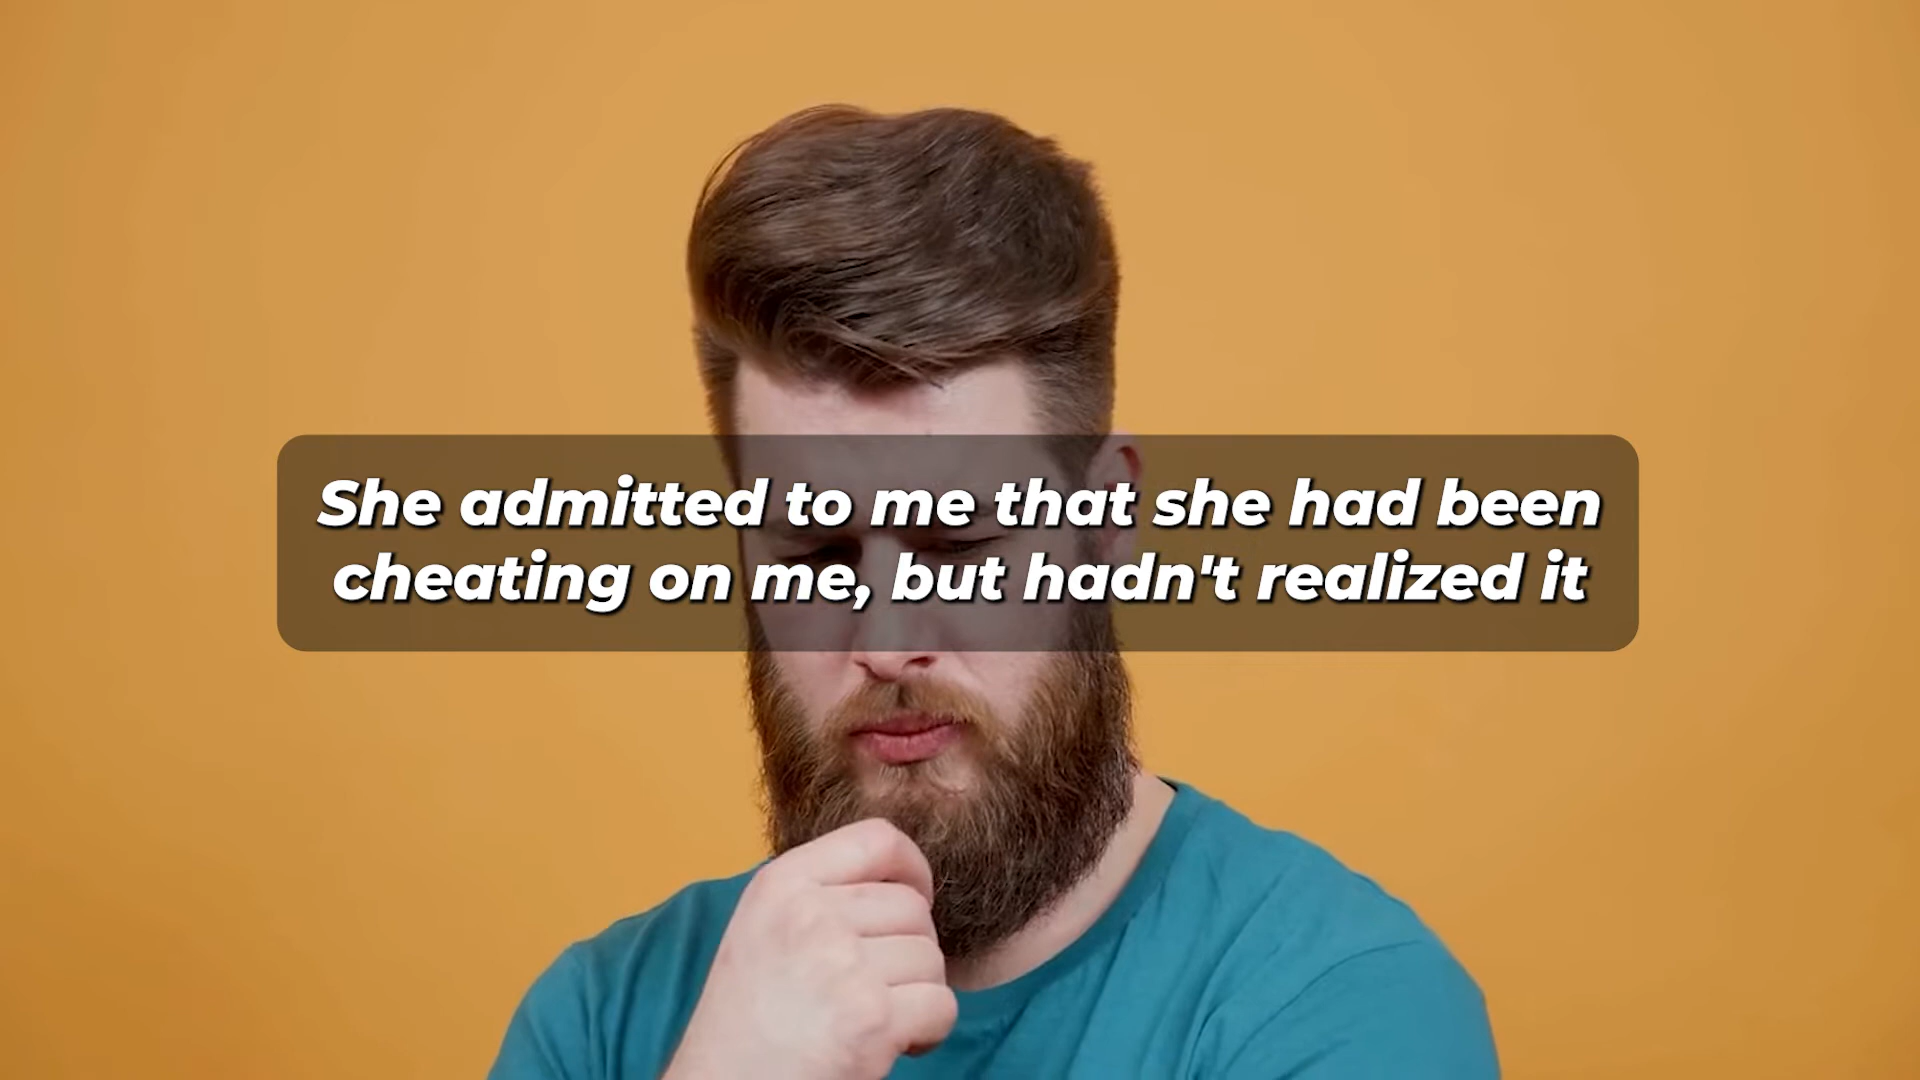 She admitted to me that she had been
cheating on me, but hadn't realized it